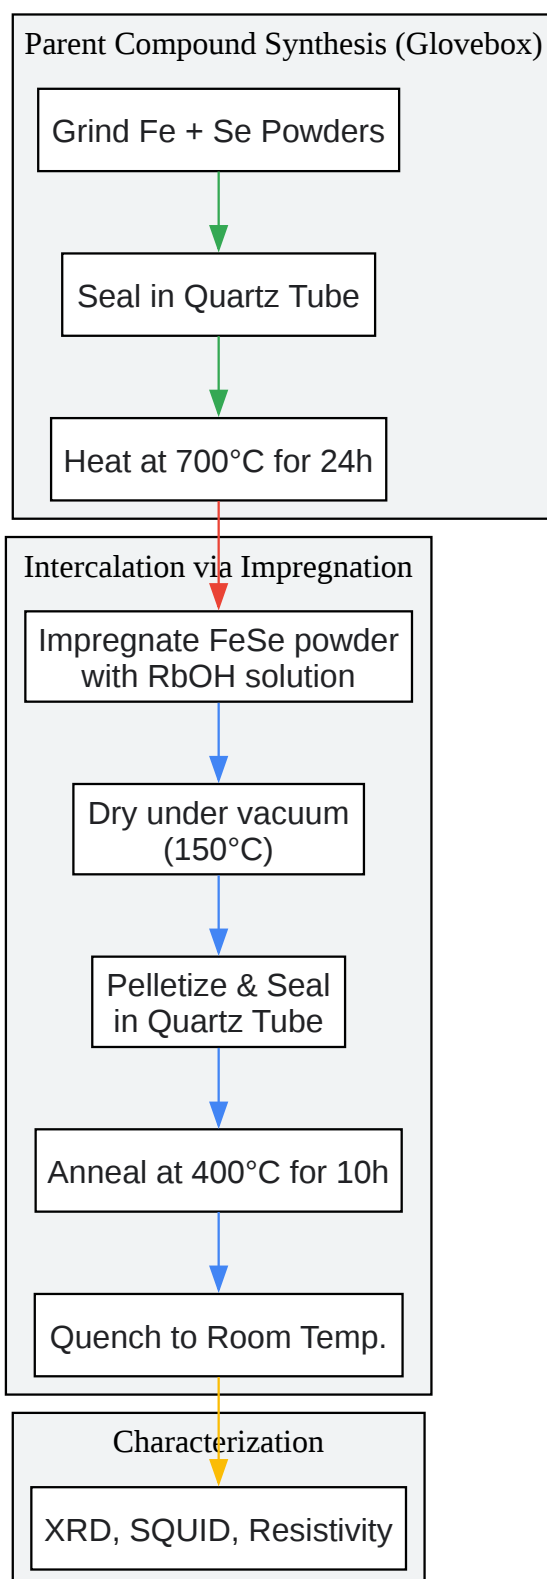 Parent Compound Synthesis (Glovebox)
Grind Fe + Se Powders
Seal in Quartz Tube
Heat at 700°C for 24h
Intercalation via Impregnation
Impregnate FeSe powder
with RbOH solution
Dry under vacuum
(150°C)
Pelletize & Seal
in Quartz Tube
Anneal at 400°C for 10h
Quench to Room Temp.
Characterization
XRD, SQUID, Resistivity